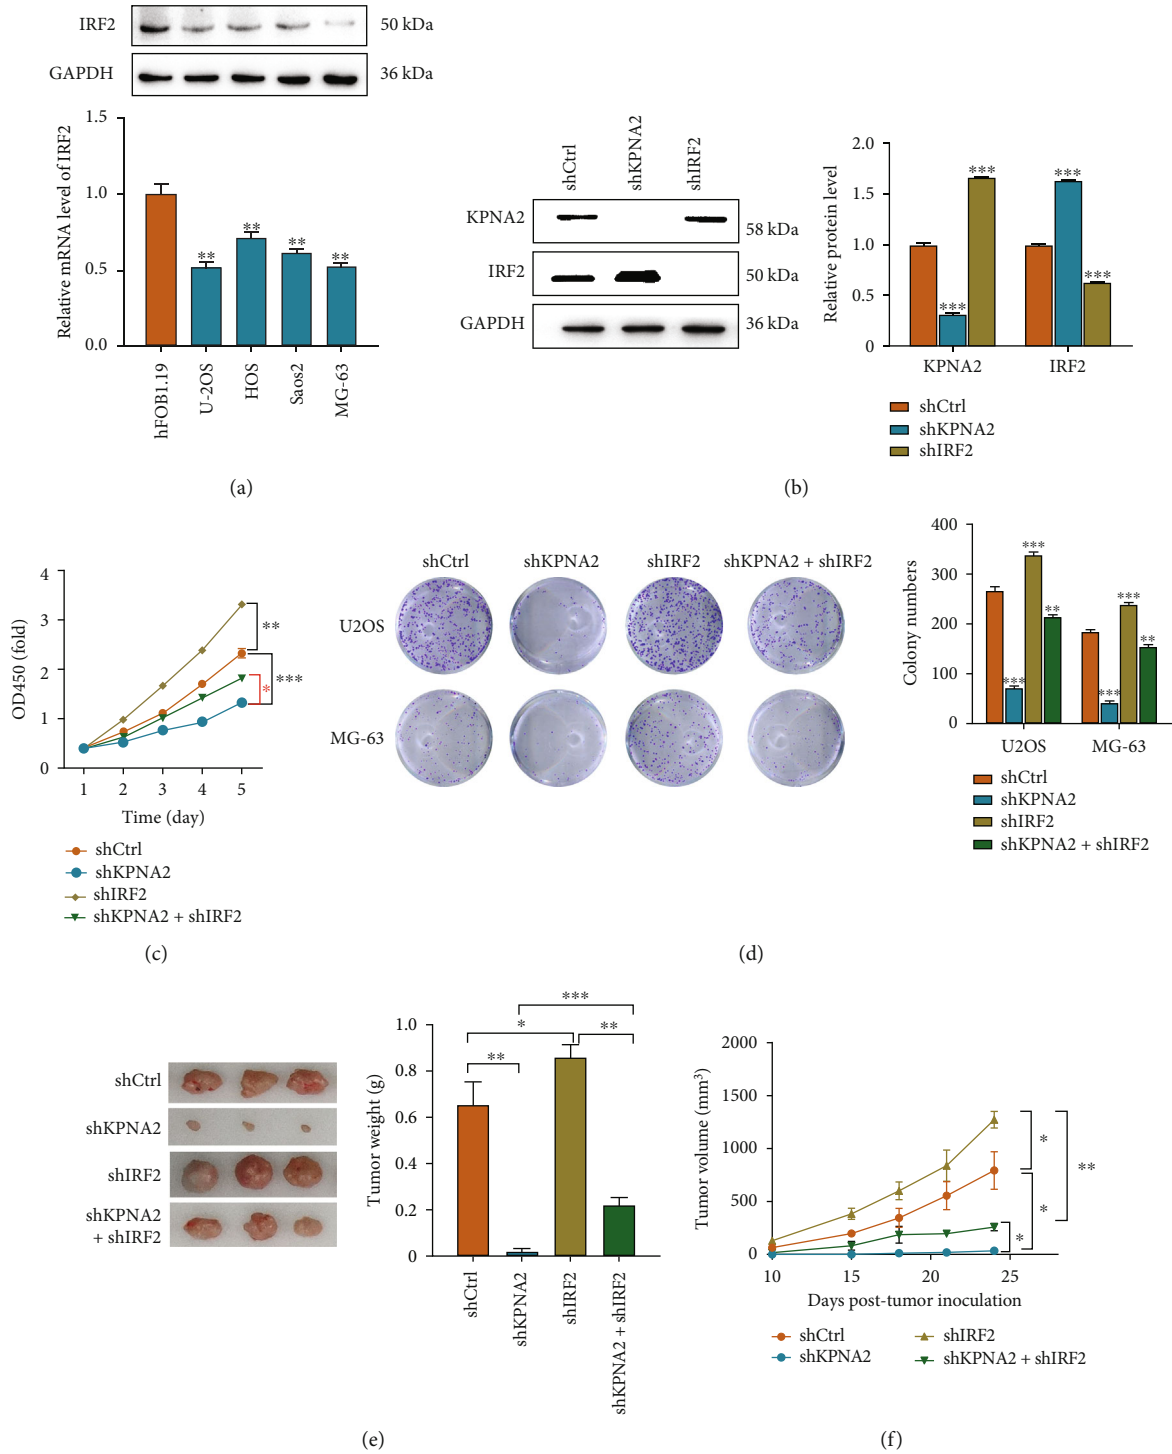 IRF2
50 kDa
GAPDH
36 kDa
Relative mRNA level of IRF2
1.5
1.0
0.5
0.0
**
**
**
**
hFOB1.19
U-2OS
HOS
Saos2
MG-63
(a)
shCtrl
shKPNA2
shIRF2
KPNA2
58 kDa
IRF2
50 kDa
GAPDH
36 kDa
Relative protein level
2.0
1.5
1.0
0.5
0
***
***
***
***
KPNA2
IRF2
shCtrl
shKPNA2
shIRF2
(b)
OD450 (fold)
4
3
2
1
0
**
***
*
1 2 3 4 5
Time (day)
shCtrl
shKPNA2
shIRF2
shKPNA2 + shIRF2
(c)
shCtrl
shKPNA2
shIRF2
shKPNA2 + shIRF2
U2OS
MG-63
Colony numbers
400
300
200
100
0
***
***
**
***
***
**
U2OS
MG-63
shCtrl
shKPNA2
shIRF2
shKPNA2 + shIRF2
(d)
shCtrl
shKPNA2
shIRF2
shKPNA2
+ shIRF2
Tumor weight (g)
1.0
0.8
0.6
0.4
0.2
0
***
*
**
**
shCtrl
shKPNA2
shIRF2
shKPNA2 + shIRF2
(e)
Tumor volume (mm³)
2000
1500
1000
500
0
*
**
*
*
10 15 20 25
Days post-tumor inoculation
shCtrl
shKPNA2
shIRF2
shKPNA2 + shIRF2
(f)